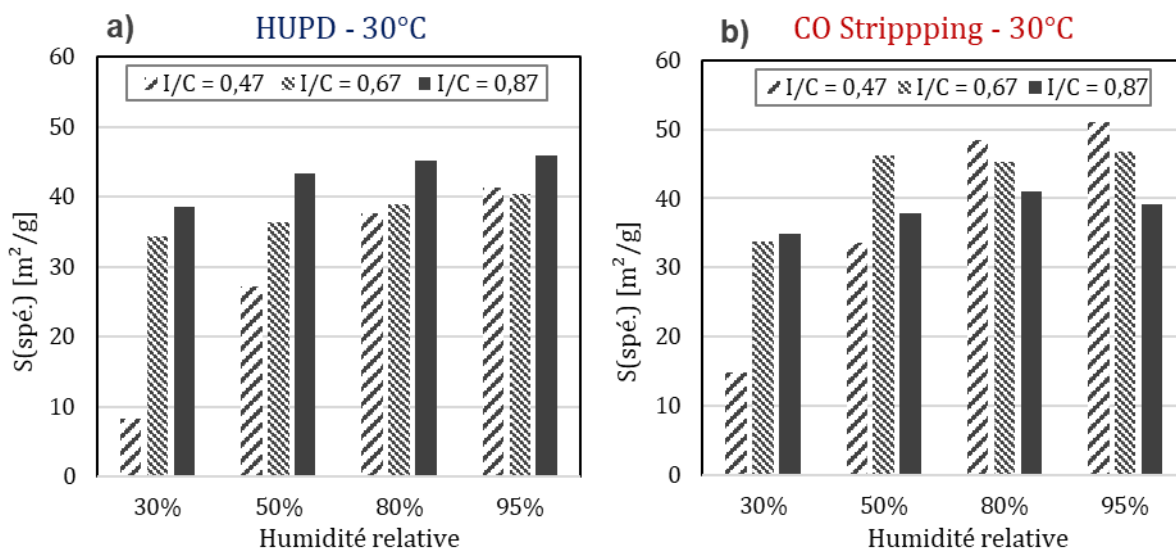 a)
HUPD - 30°C
60
50
40
30
20
10
0
S(spé.) [m²/g]
I/C = 0,47 I/C = 0,67 I/C = 0,87
30% 50% 80% 95%
Humidité relative
b)
CO Strippping - 30°C
60
50
40
30
20
10
0
S(spé.) [m²/g]
I/C = 0,47 I/C = 0,67 I/C = 0,87
30% 50% 80% 95%
Humidité relative